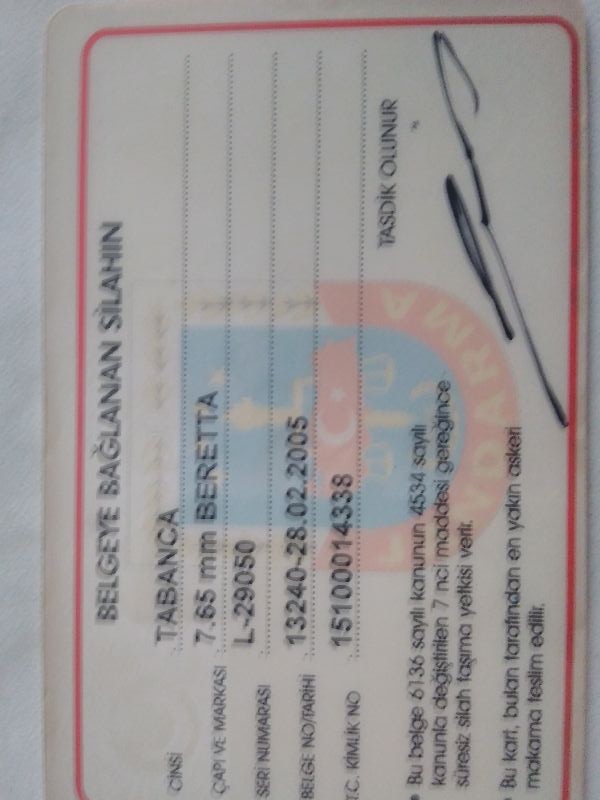 BELGEYE BAĞLANAN SİLAHIN
CİNSİ : TABANCA
ÇAPI VE MARKASI : 7.65 mm BERETTA
SERİ NUMARASI : L-29050
BELGE NO/TARİHİ : 13240-28.02.2005
T.C. KİMLİK NO : 15100014338
TASDİK OLUNUR
• Bu belge 6136 sayılı kanunun 4534 sayılı
kanunla değiştirilen 7 nci maddesi gereğince
süresiz silah taşıma yetkisi verir.
• Bu kart, bulan tarafından en yakın askeri
makama teslim edilir.